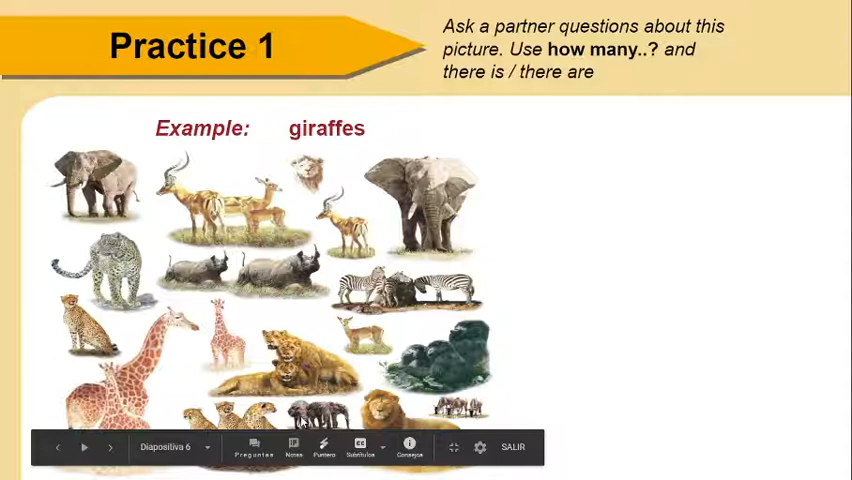 Practice 1
Ask a partner questions about this
picture. Use how many..? and
there is / there are
Example: giraffes
Diapositiva 6
Preguntas
Notas
Puntero
Subtítulos
Consejos
SALIR